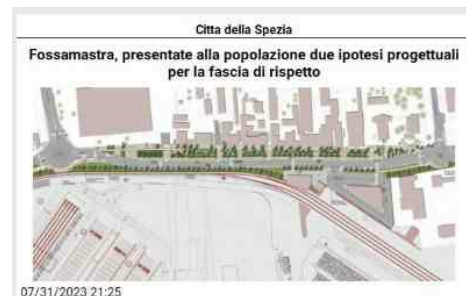 Citta della Spezia
Fossamastra, presentate alla popolazione due ipotesi progettuali
per la fascia di rispetto
07/31/2023 21:25